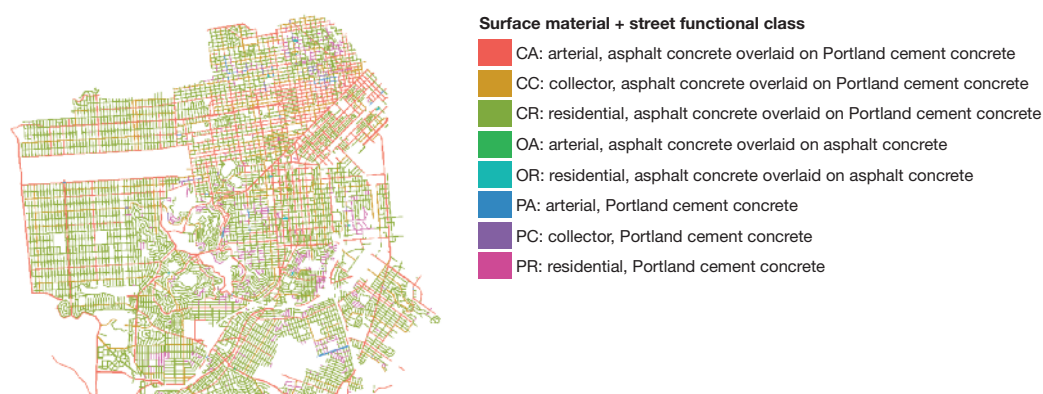 Surface material + street functional class
CA: arterial, asphalt concrete overlaid on Portland cement concrete
CC: collector, asphalt concrete overlaid on Portland cement concrete
CR: residential, asphalt concrete overlaid on Portland cement concrete
OA: arterial, asphalt concrete overlaid on asphalt concrete
OR: residential, asphalt concrete overlaid on asphalt concrete
PA: arterial, Portland cement concrete
PC: collector, Portland cement concrete
PR: residential, Portland cement concrete